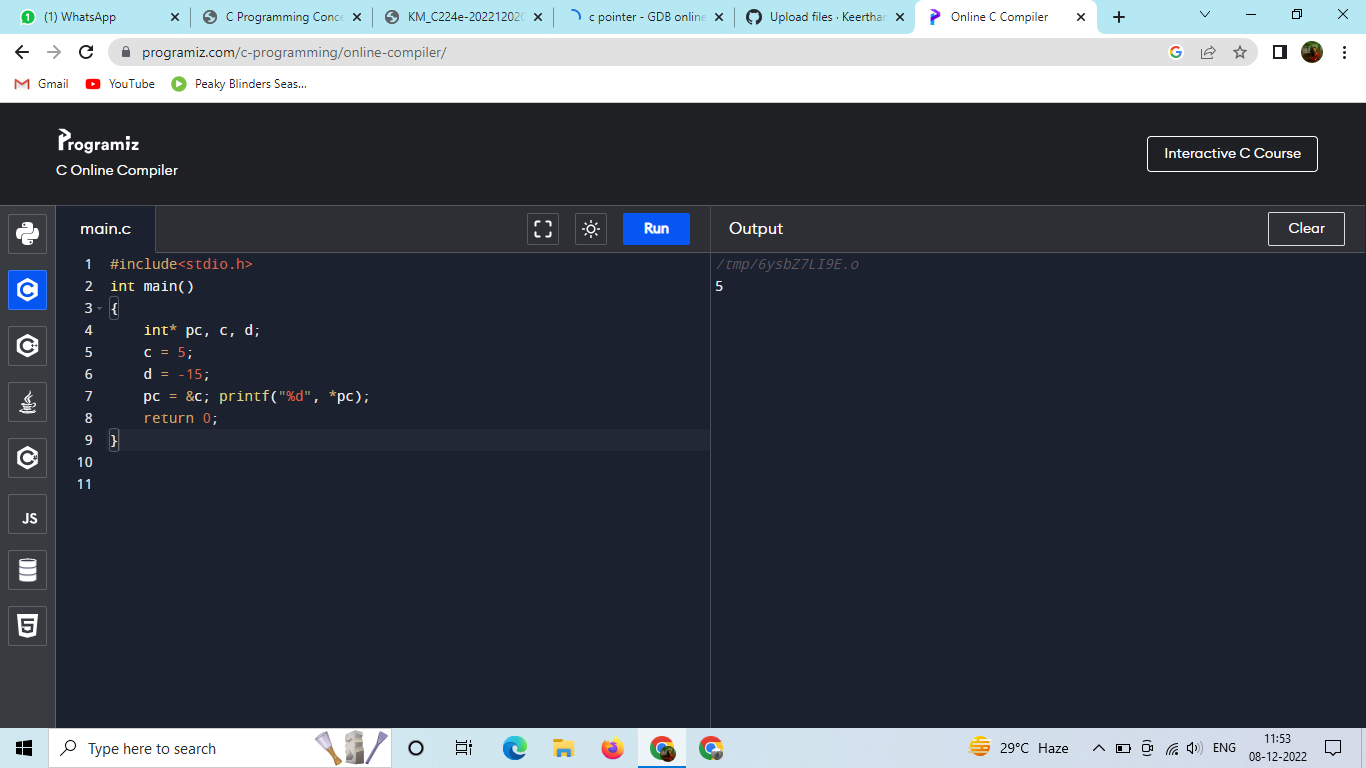 (1) WhatsApp
C Programming Conce
KM_C224e-202212020
c pointer - GDB online
Upload files · Keerthar
Online C Compiler
programiz.com/c-programming/online-compiler/
Gmail
YouTube
Peaky Blinders Seas...
Programiz
C Online Compiler
Interactive C Course
main.c
Run
Output
Clear
1 #include<stdio.h>
2 int main()
3 {
4 int* pc, c, d;
5 c = 5;
6 d = -15;
7 pc = &c; printf("%d", *pc);
8 return 0;
9 }
10
11
/tmp/6ysbZ7LI9E.o
5
JS
Type here to search
29°C Haze
ENG
11:53
08-12-2022